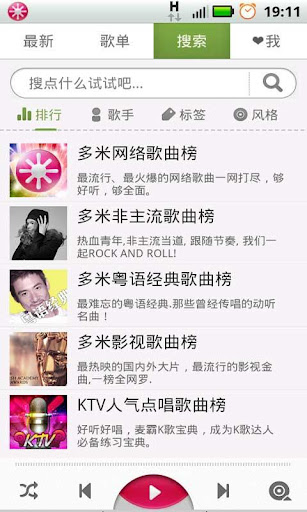 H 19:11
最新 歌单 搜索 ❤我
搜点什么试试吧...
排行 歌手 标签 风格
多米网络歌曲榜
最流行、最火爆的网络歌曲一网打尽，够
好听，够全面。
多米非主流歌曲榜
热血青年,非主流当道, 跟随节奏, 我们一
起ROCK AND ROLL!
多米粤语经典歌曲榜
最难忘的粤语经典.那些曾经传唱的动听
名曲！
多米影视歌曲榜
最热映的国内外大片，最流行的影视金
曲,一榜全网罗.
KTV人气点唱歌曲榜
KTV
好听好唱，麦霸K歌宝典，成为K歌达人
必备练习宝典。